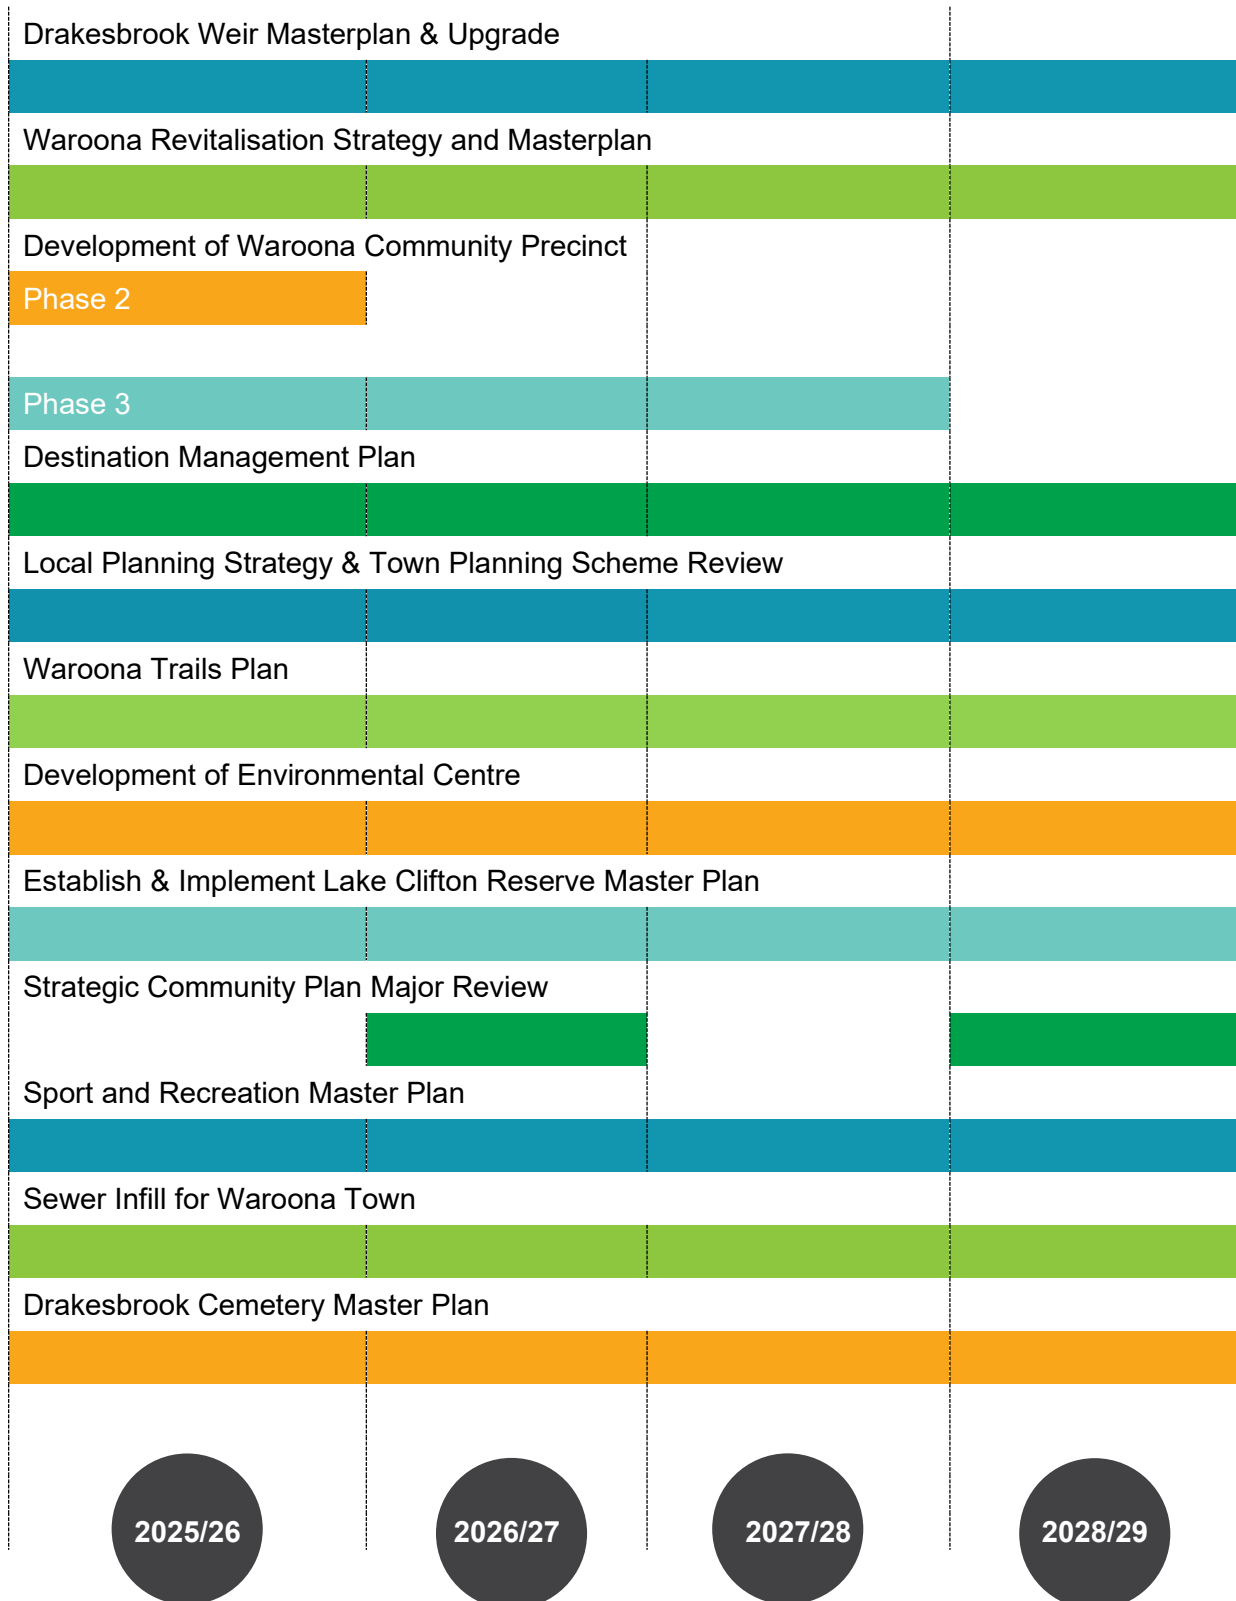 Drakesbrook Weir Masterplan & Upgrade
Waroona Revitalisation Strategy and Masterplan
Development of Waroona Community Precinct
Phase 2
Phase 3
Destination Management Plan
Local Planning Strategy & Town Planning Scheme Review
Waroona Trails Plan
Development of Environmental Centre
Establish & Implement Lake Clifton Reserve Master Plan
Strategic Community Plan Major Review
Sport and Recreation Master Plan
Sewer Infill for Waroona Town
Drakesbrook Cemetery Master Plan
2025/26 2026/27 2027/28 2028/29